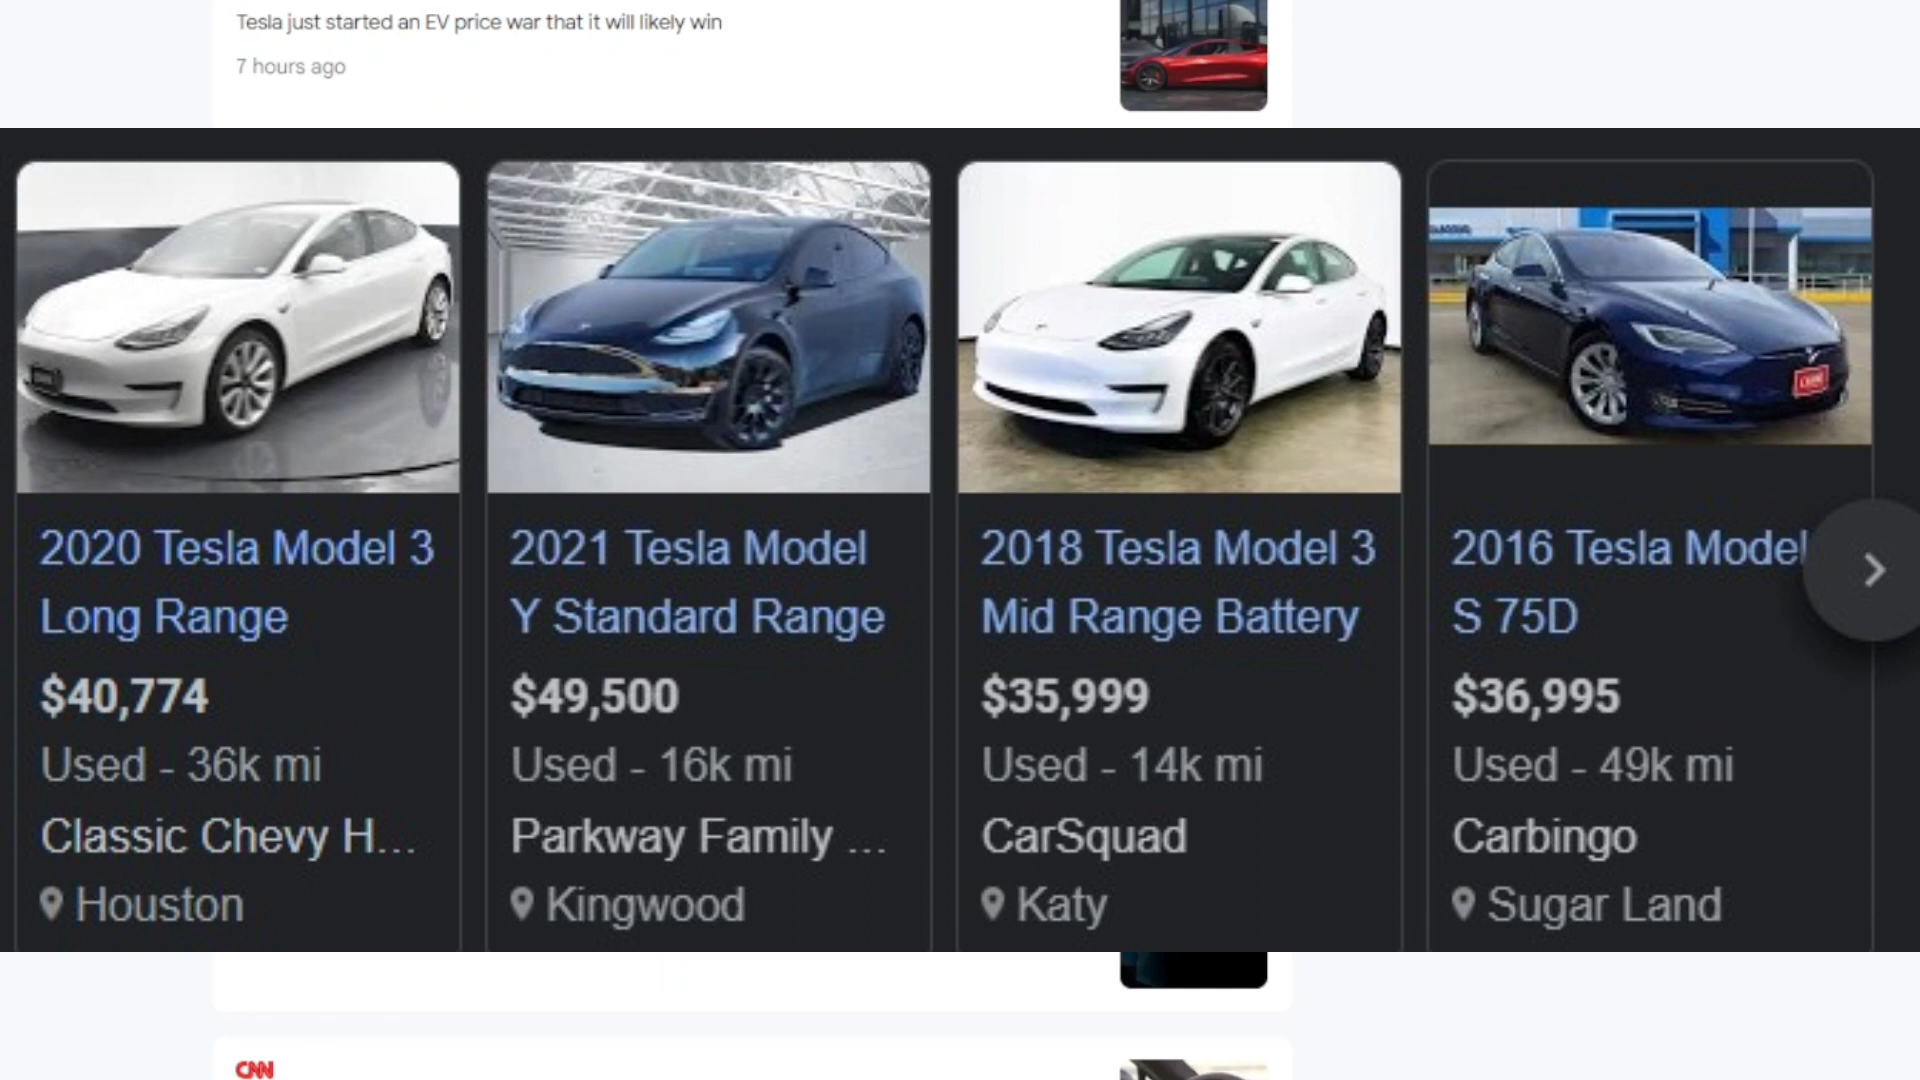 Tesla just started an EV price war that it will likely win
7 hours ago
2020 Tesla Model 3
Long Range
$40,774
Used - 36k mi
Classic Chevy H...
Houston
2021 Tesla Model
Y Standard Range
$49,500
Used - 16k mi
Parkway Family ...
Kingwood
2018 Tesla Model 3
Mid Range Battery
$35,999
Used - 14k mi
CarSquad
Katy
2016 Tesla Model
S 75D
$36,995
Used - 49k mi
Carbingo
Sugar Land
CNN